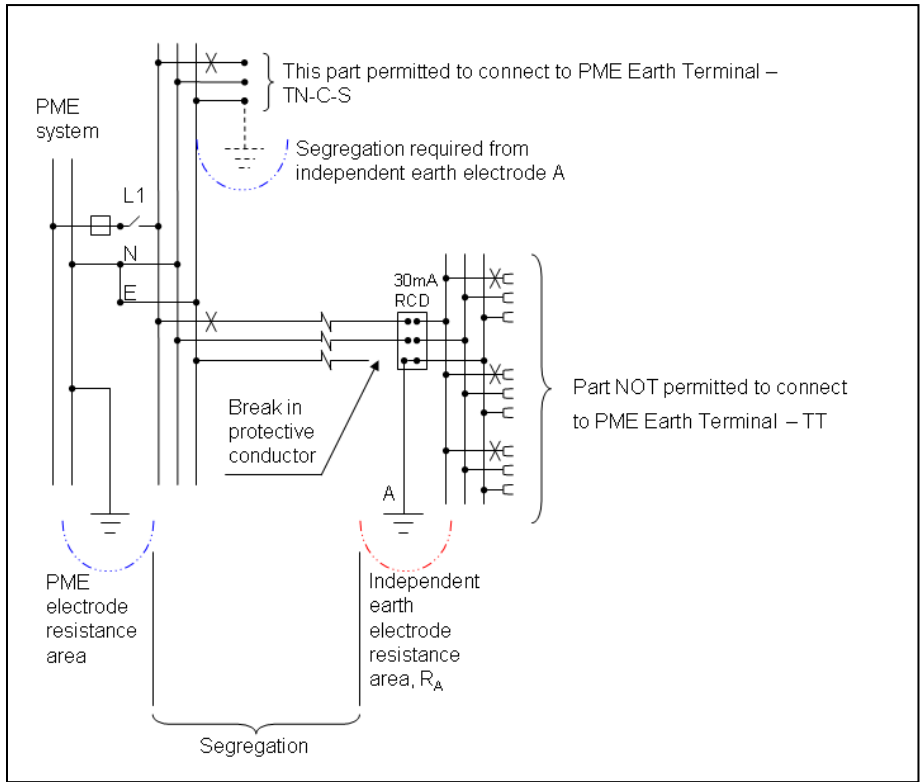 This part permitted to connect to PME Earth Terminal –
TN-C-S
PME
system
Segregation required from
independent earth electrode A
L1
N
E
30mA
RCD
Break in
protective
conductor
Part NOT permitted to connect
to PME Earth Terminal – TT
A
PME
electrode
resistance
area
Independent
earth
electrode
resistance
area, RA
Segregation